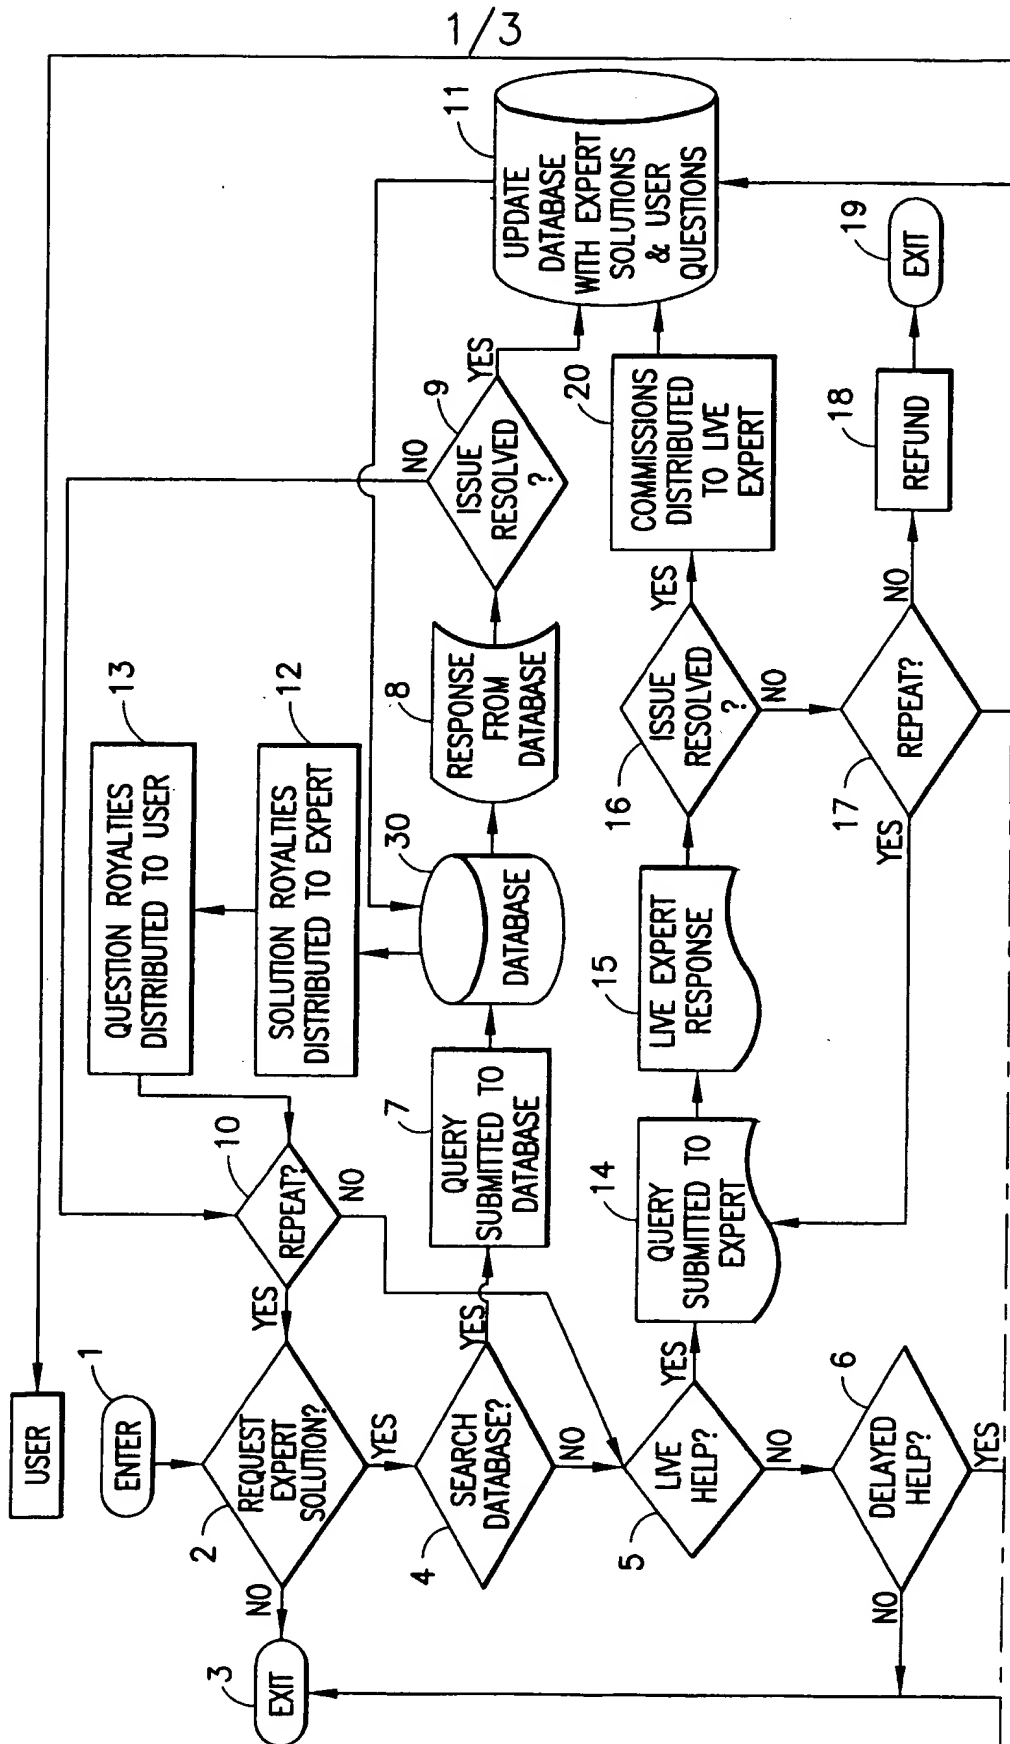 1/3
USER
1
ENTER
2
REQUEST
EXPERT
SOLUTION?
NO
YES
3
EXIT
4
SEARCH
DATABASE?
YES
NO
5
LIVE
HELP?
YES
NO
6
DELAYED
HELP?
NO
YES
7
QUERY
SUBMITTED TO
DATABASE
30
DATABASE
8
RESPONSE
FROM
DATABASE
9
ISSUE
RESOLVED
?
NO
YES
10
REPEAT?
YES
NO
11
UPDATE
DATABASE
WITH EXPERT
SOLUTIONS
& USER
QUESTIONS
12
SOLUTION ROYALTIES
DISTRIBUTED TO EXPERT
13
QUESTION ROYALTIES
DISTRIBUTED TO USER
14
QUERY
SUBMITTED TO
EXPERT
15
LIVE EXPERT
RESPONSE
16
ISSUE
RESOLVED
?
YES
NO
20
COMMISSIONS
DISTRIBUTED
TO LIVE
EXPERT
17
REPEAT?
YES
NO
18
REFUND
19
EXIT